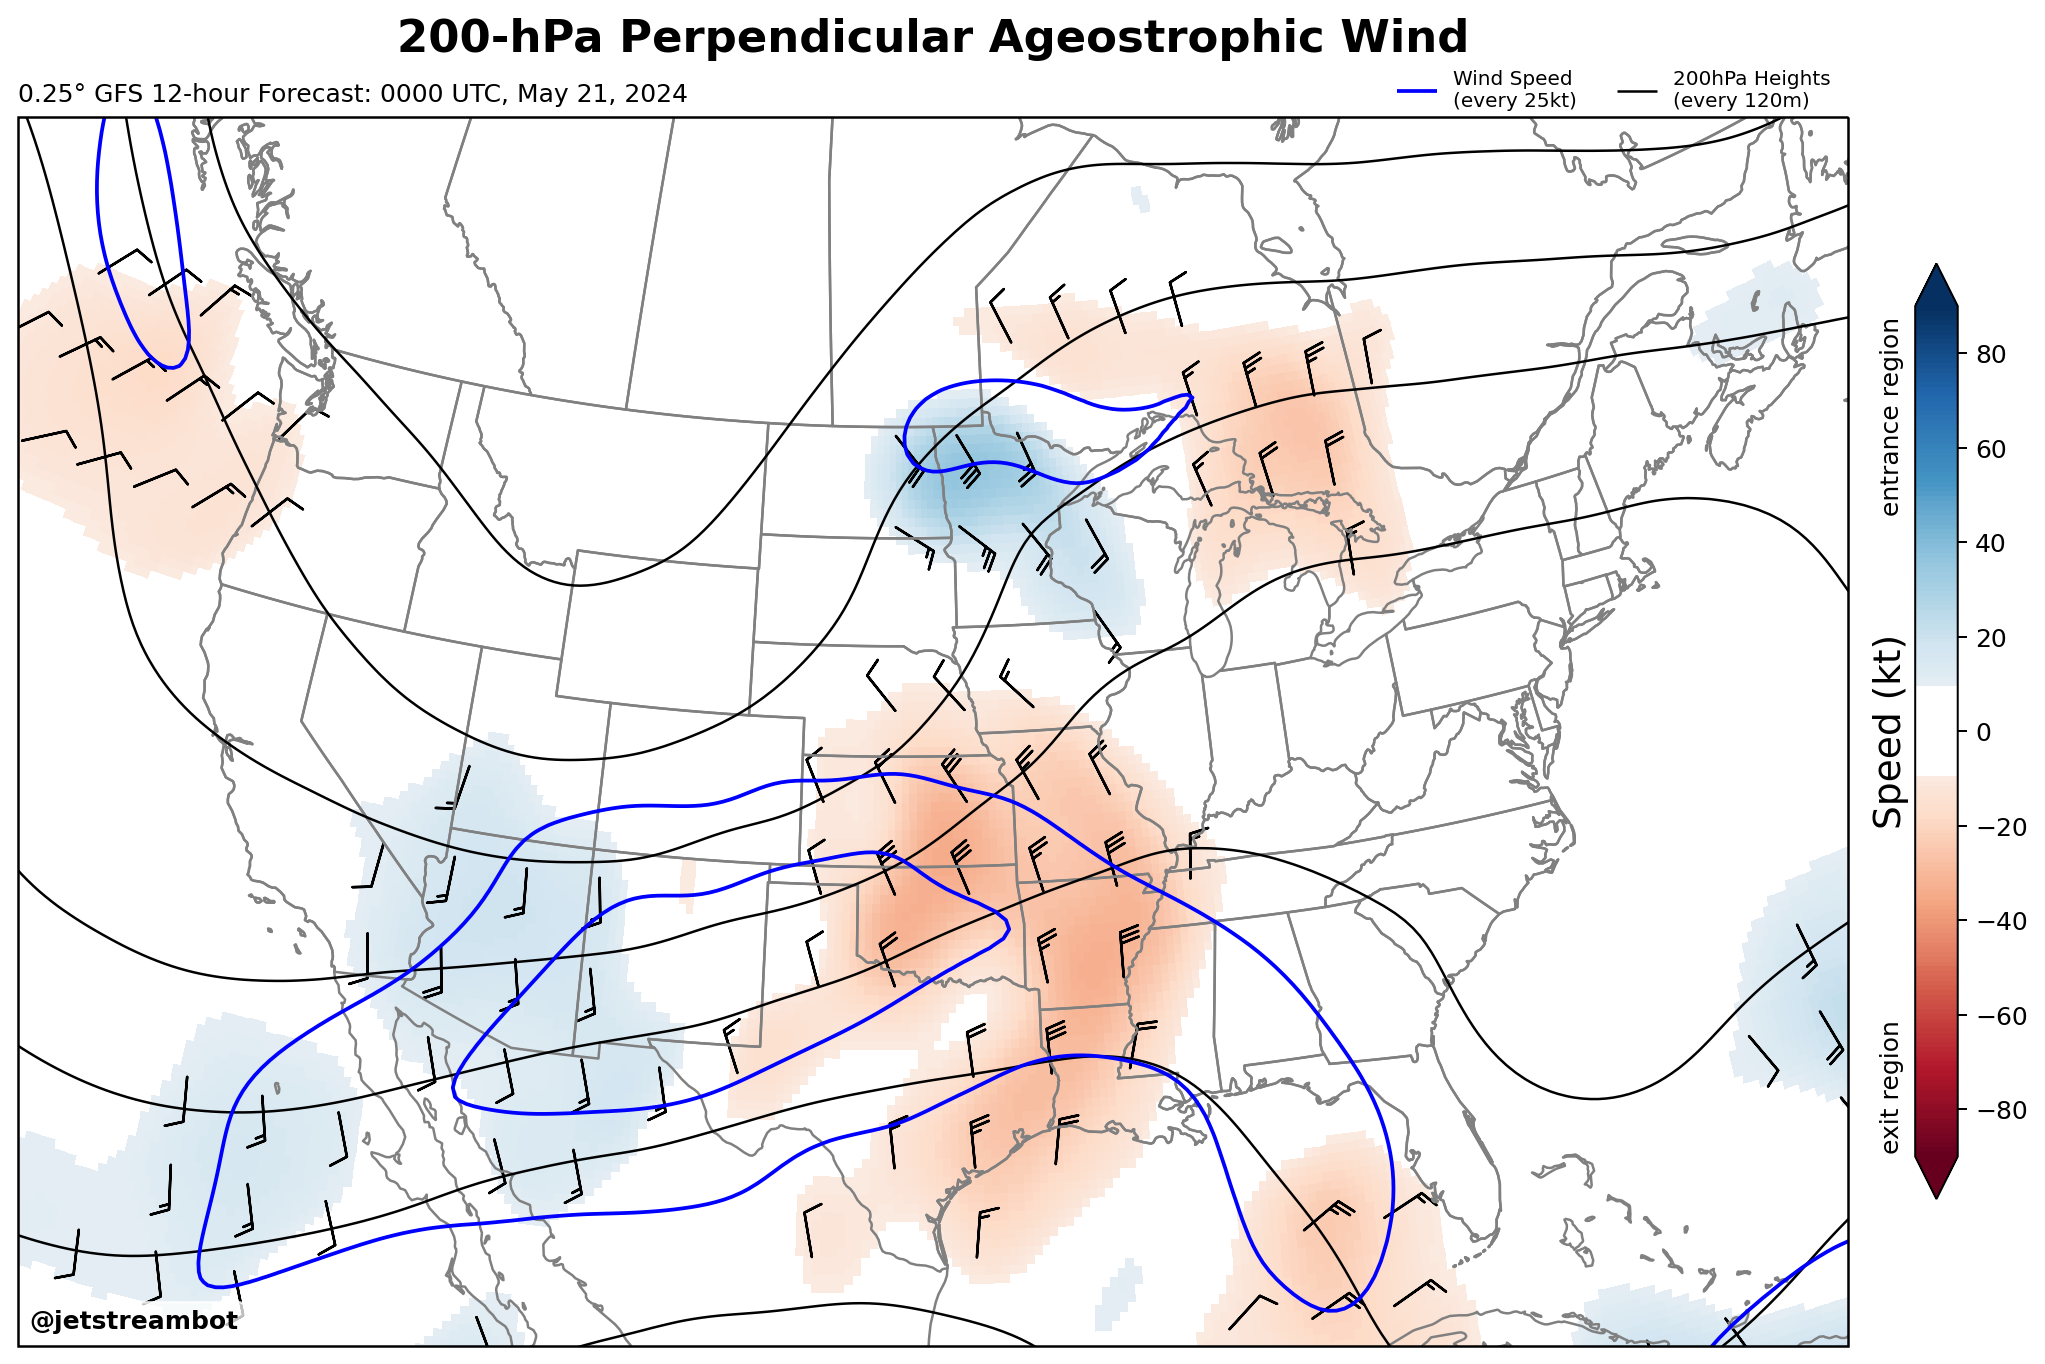 200-hPa Perpendicular Ageostrophic Wind
0.25° GFS 12-hour Forecast: 0000 UTC, May 21, 2024
Wind Speed
(every 25kt)
200hPa Heights
(every 120m)
entrance region
exit region
Speed (kt)
80
60
40
20
0
−20
−40
−60
−80
@jetstreambot